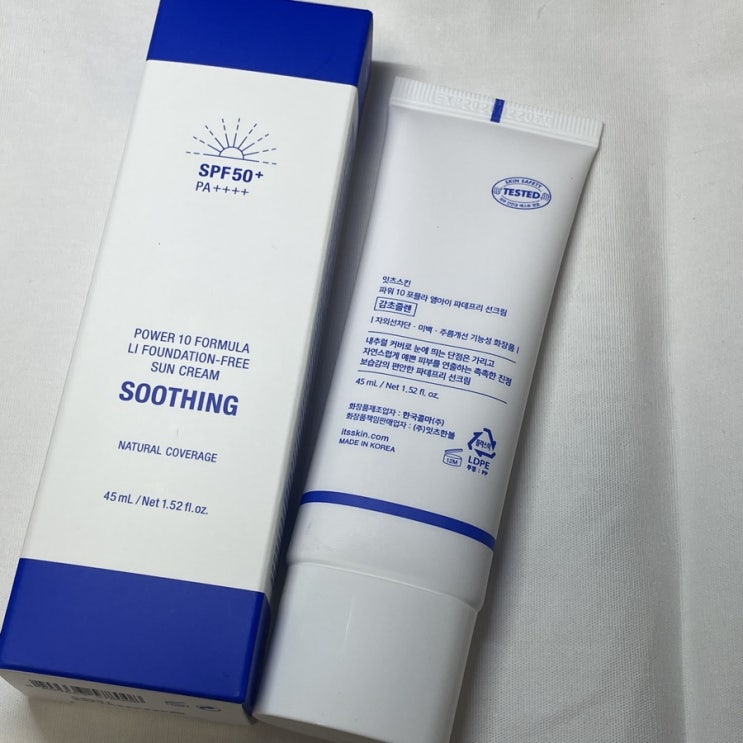 SPF50+
PA++++
POWER 10 FORMULA
LI FOUNDATION-FREE
SUN CREAM
SOOTHING
NATURAL COVERAGE
45 mL / Net 1.52 fl.oz.
SKIN SAFETY
TESTED
잇츠스킨
파워 10 포뮬라 엘아이 파데프리 선크림
감초줄렌
| 자외선차단 · 미백 · 주름개선 기능성 화장품 |
내추럴 커버로 눈에 띄는 단점은 가리고
자연스럽게 예쁜 피부를 연출하는 촉촉한 진정
보습감의 편안한 파데프리 선크림
45 mL / Net 1.52 fl. oz.
화장품제조업자 : 한국콜마(주)
화장품책임판매업자 : (주)잇츠한불
itsskin.com
MADE IN KOREA
12M
플라스틱
LDPE
뚜껑 : PP